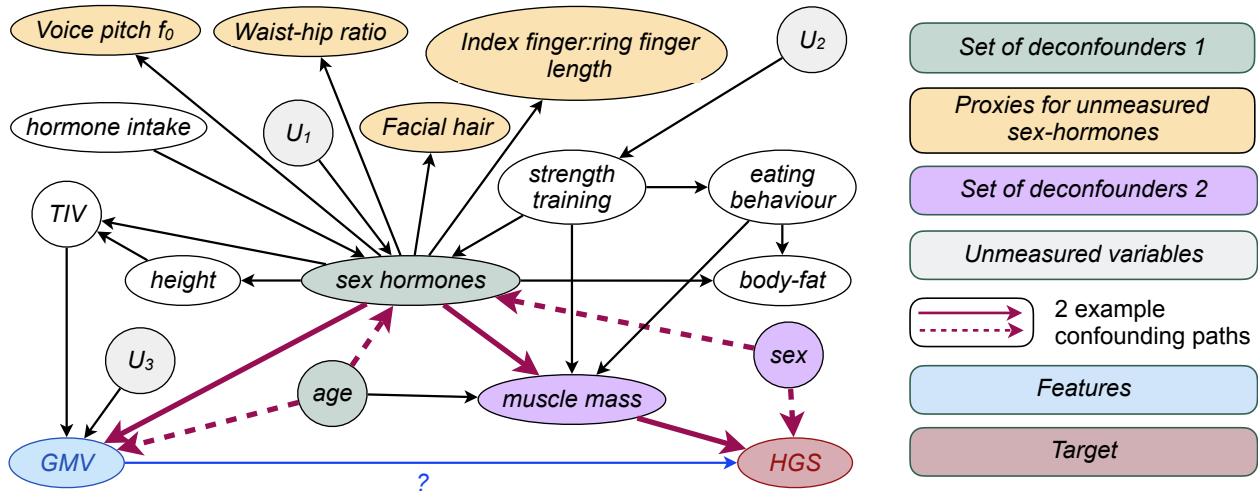 Voice pitch f0
Waist-hip ratio
Index finger:ring finger
length
U2
hormone intake
U1
Facial hair
strength
training
eating
behaviour
TIV
height
sex hormones
body-fat
U3
age
sex
muscle mass
GMV
HGS
?
Set of deconfounders 1
Proxies for unmeasured
sex-hormones
Set of deconfounders 2
Unmeasured variables
2 example
confounding paths
Features
Target